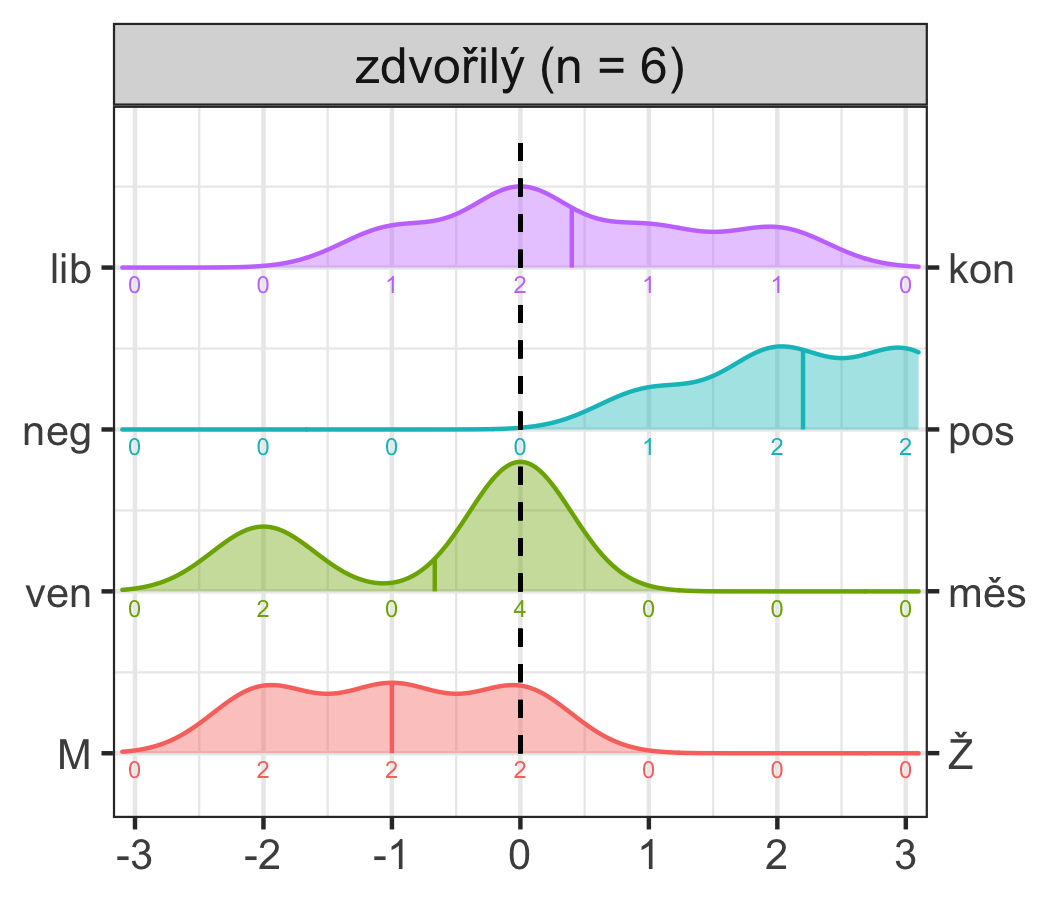 zdvořilý (n = 6)
lib kon
0 0 1 2 1 1 0
neg pos
0 0 0 0 1 2 2
ven měs
0 2 0 4 0 0 0
M Ž
0 2 2 2 0 0 0
-3 -2 -1 0 1 2 3